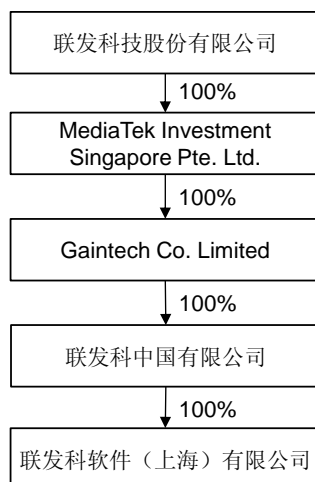 联发科技股份有限公司
100%
MediaTek Investment
Singapore Pte. Ltd.
100%
Gaintech Co. Limited
100%
联发科中国有限公司
100%
联发科软件（上海）有限公司